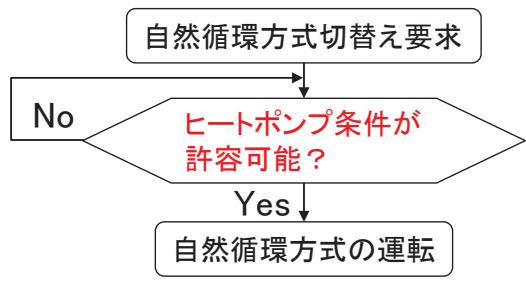 自然循環方式切替え要求
No
ヒートポンプ条件が
許容可能？
Yes
自然循環方式の運転